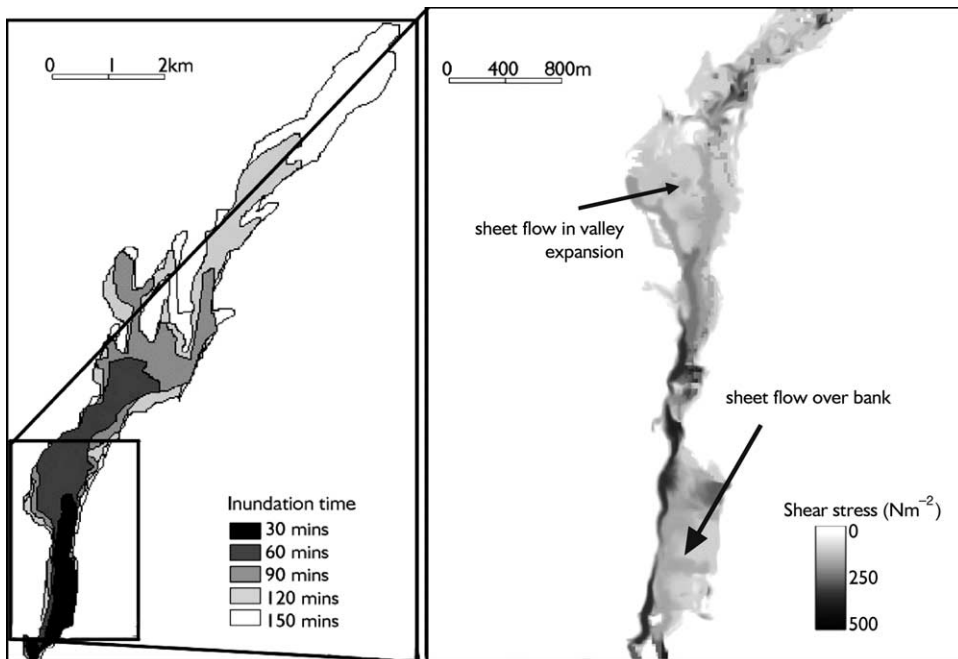 0 1 2km
Inundation time
30 mins
60 mins
90 mins
120 mins
150 mins
0 400 800m
sheet flow in valley
expansion
sheet flow over bank
Shear stress (Nm⁻²)
0
250
500